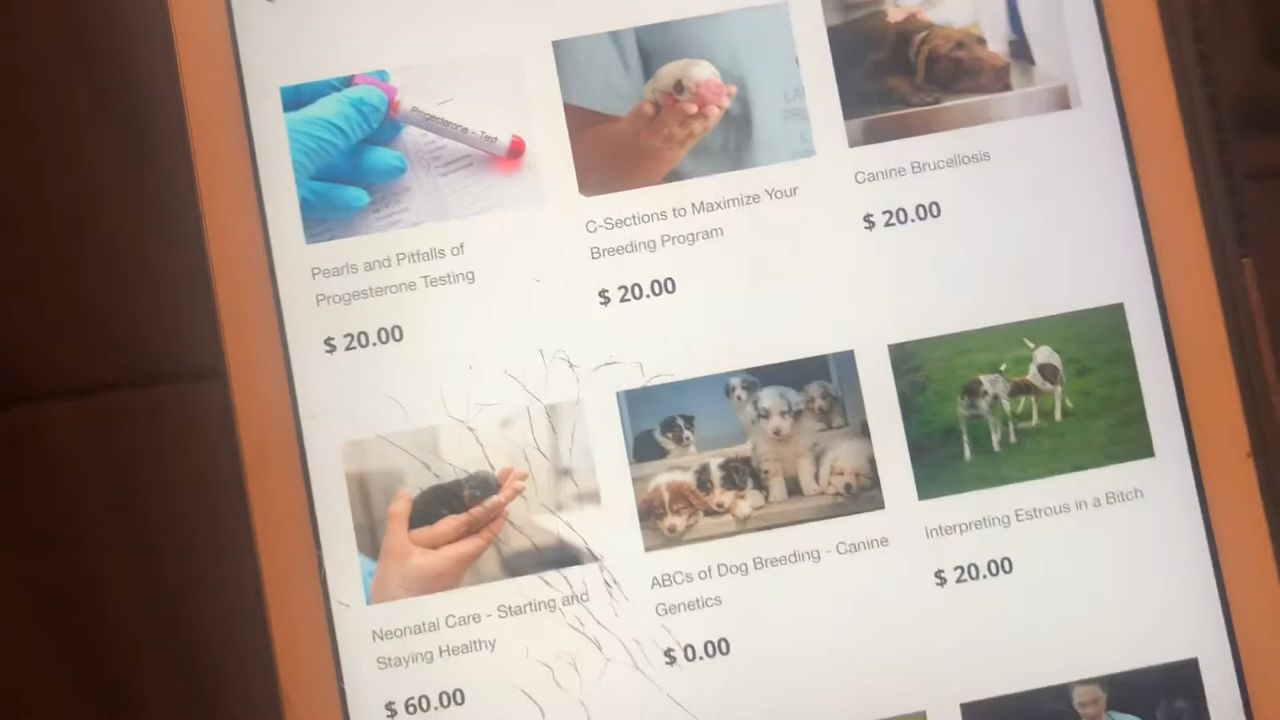 Progesterone - Test
Pearls and Pitfalls of
Progesterone Testing
$ 20.00
C-Sections to Maximize Your
Breeding Program
$ 20.00
Canine Brucellosis
$ 20.00
Neonatal Care - Starting and
Staying Healthy
$ 60.00
ABCs of Dog Breeding - Canine
Genetics
$ 0.00
Interpreting Estrous in a Bitch
$ 20.00